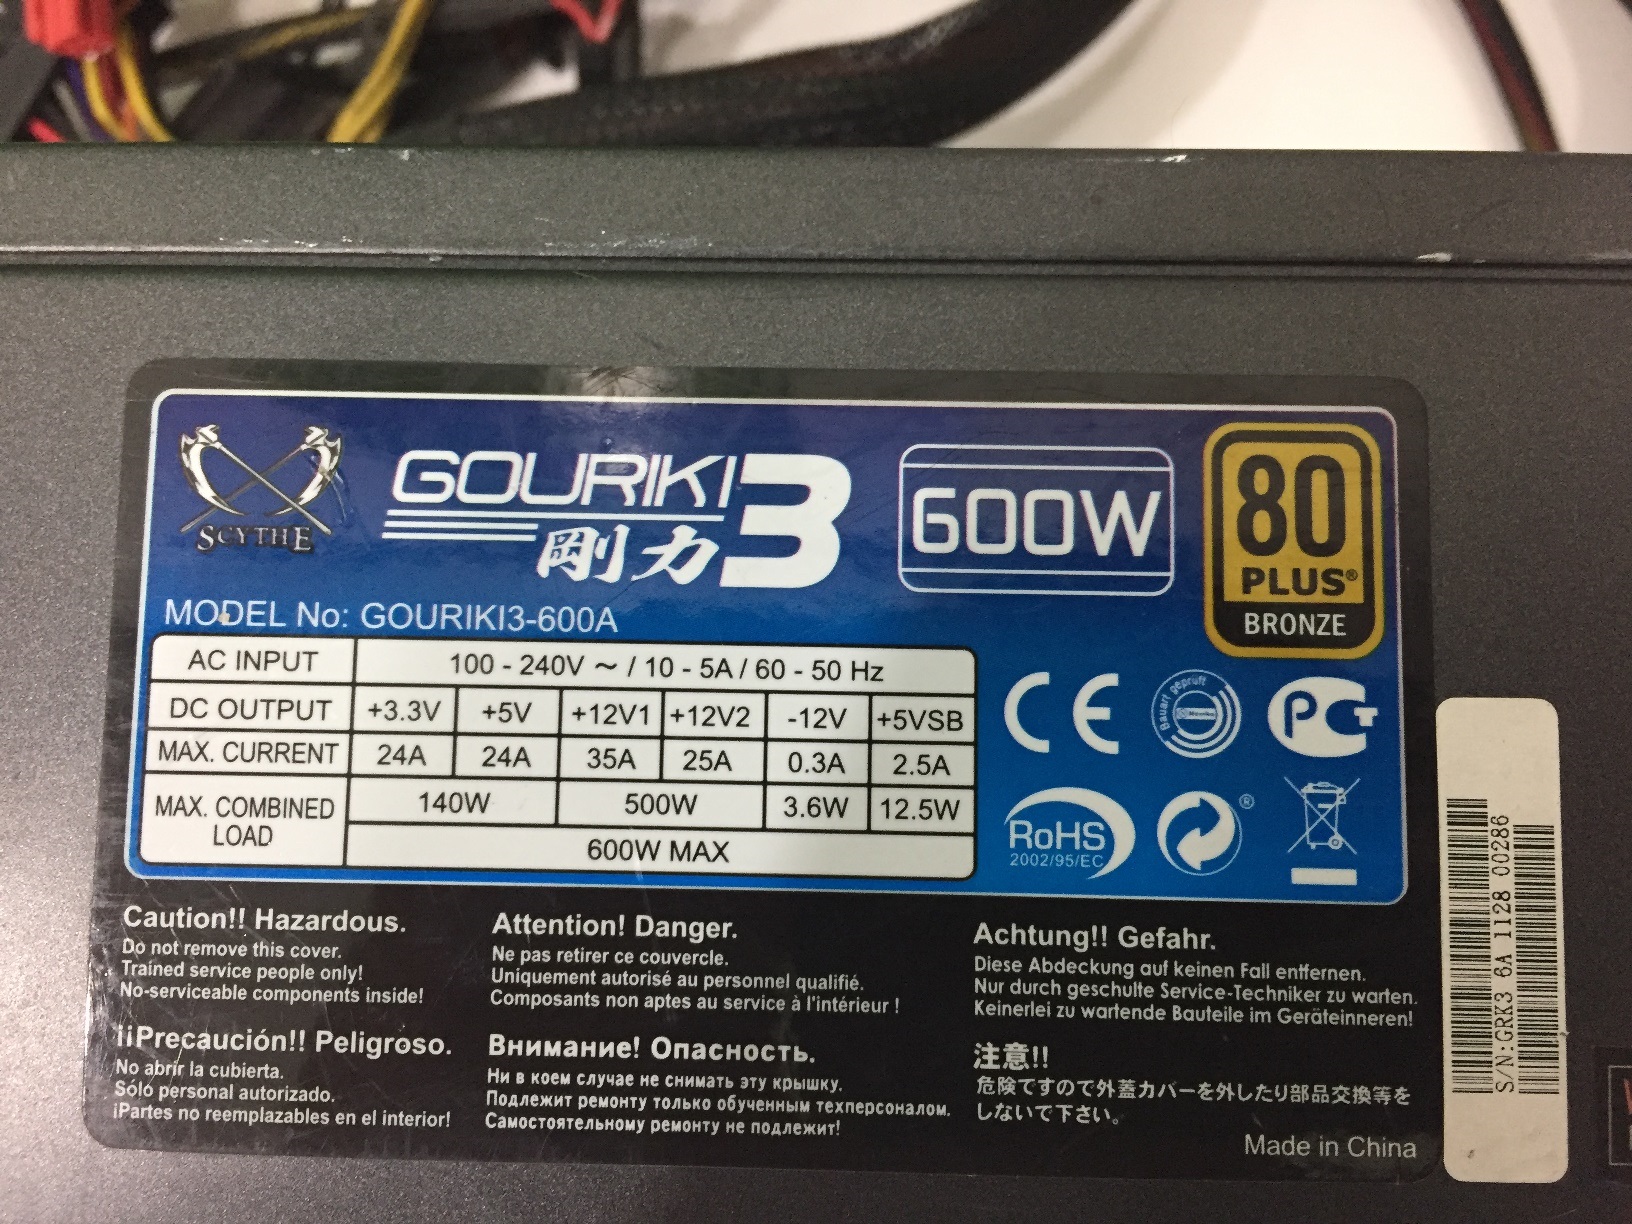 SCYTHE
GOURIKI 3
剛力
600W
80
PLUS®
BRONZE
MODEL No: GOURIKI3-600A
AC INPUT 100 - 240V ~ / 10 - 5A / 60 - 50 Hz
DC OUTPUT +3.3V +5V +12V1 +12V2 -12V +5VSB
MAX. CURRENT 24A 24A 35A 25A 0.3A 2.5A
MAX. COMBINED LOAD 140W 500W 3.6W 12.5W
600W MAX
CE
Bauart geprüft
PCT
RoHS
2002/95/EC
®
Caution!! Hazardous.
Do not remove this cover.
Trained service people only!
No-serviceable components inside!
Attention! Danger.
Ne pas retirer ce couvercle.
Uniquement autorisé au personnel qualifié.
Composants non aptes au service à l'intérieur !
Achtung!! Gefahr.
Diese Abdeckung auf keinen Fall entfernen.
Nur durch geschulte Service-Techniker zu warten.
Keinerlei zu wartende Bauteile im Geräteinneren!
¡¡Precaución!! Peligroso.
No abrír la cubierta.
Sólo personal autorizado.
¡Partes no reemplazables en el interior!
Внимание! Опасность.
Ни в коем случае не снимать эту крышку.
Подлежит ремонту только обученным техперсоналом.
Самостоятельному ремонту не подлежит!
注意!!
危険ですので外蓋カバーを外したり部品交換等を
しないで下さい。
Made in China
S/N:GRK3 6A 1128 00286